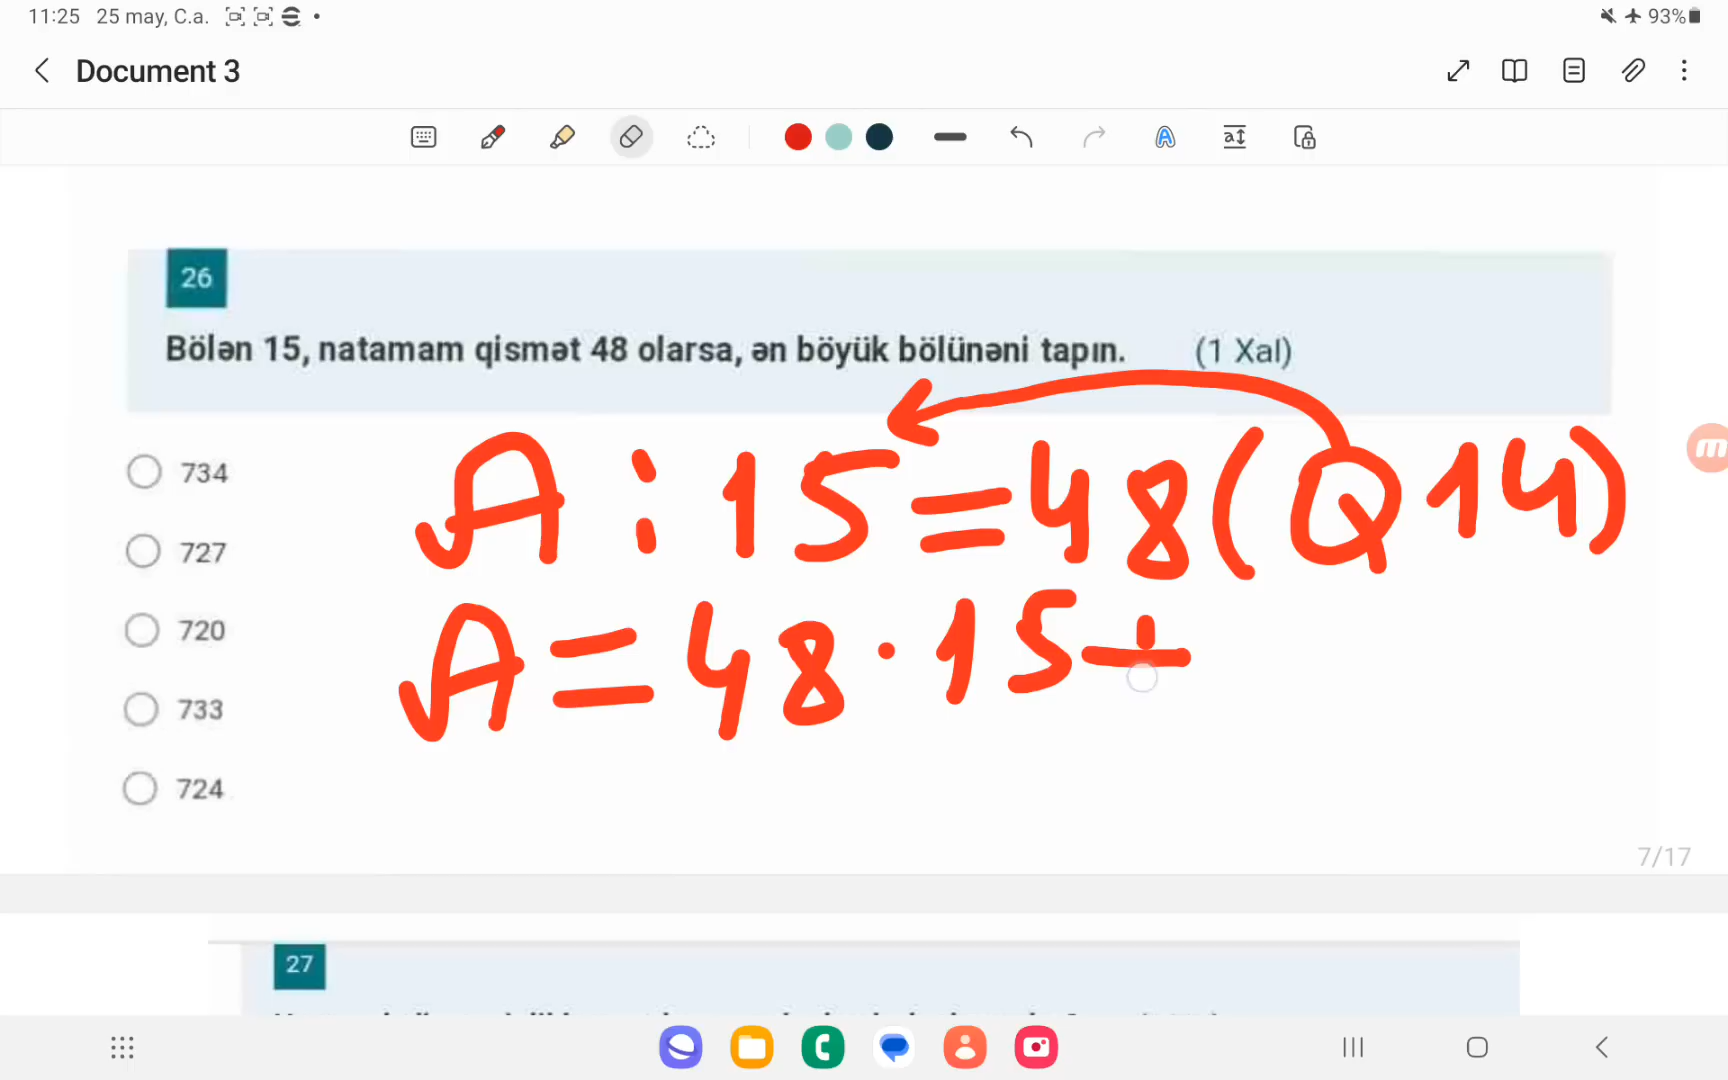 11:25 25 may, C.a.
93%
Document 3
26
Bölən 15, natamam qismət 48 olarsa, ən böyük bölünəni tapın. (1 Xal)
734
727
720
733
724
A : 15 = 48 (Q 14)
A = 48 · 15 +
7/17
27